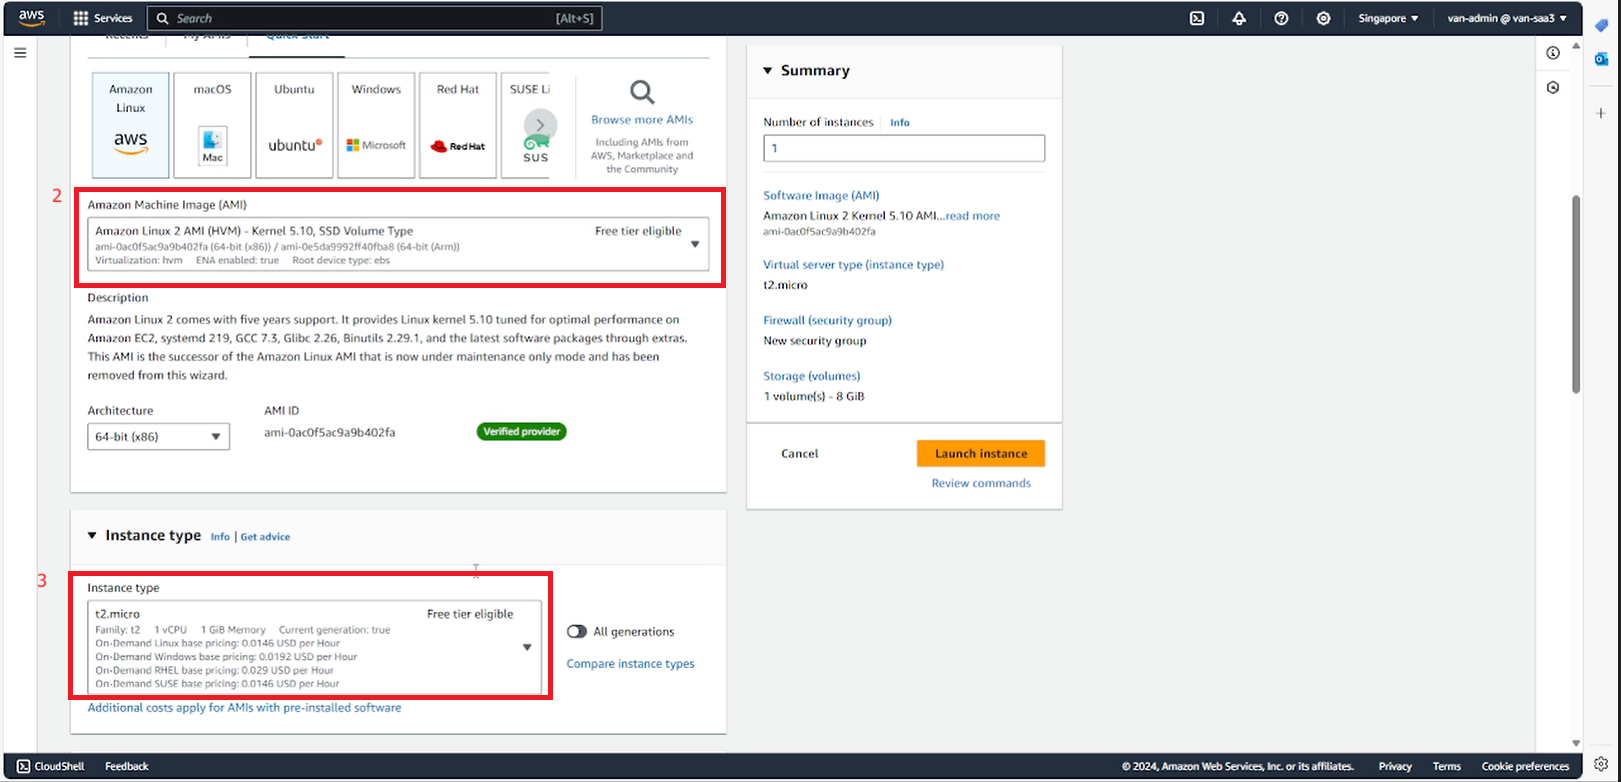 aws
Services
Search
[Alt+S]
Singapore
van-admin @ van-saa3
Recents
My AMIs
Quick Start
Amazon
Linux
aws
macOS
Mac
Ubuntu
ubuntu
Windows
Microsoft
Red Hat
Red Hat
SUSE Li
SUS
Browse more AMIs
Including AMIs from
AWS, Marketplace and
the Community
2
Amazon Machine Image (AMI)
Amazon Linux 2 AMI (HVM) - Kernel 5.10, SSD Volume Type
Free tier eligible
ami-0ac0f5ac9a9b402fa (64-bit (x86)) / ami-0e5da9992ff40fba8 (64-bit (Arm))
Virtualization: hvm ENA enabled: true Root device type: ebs
Description
Amazon Linux 2 comes with five years support. It provides Linux kernel 5.10 tuned for optimal performance on
Amazon EC2, systemd 219, GCC 7.3, Glibc 2.26, Binutils 2.29.1, and the latest software packages through extras.
This AMI is the successor of the Amazon Linux AMI that is now under maintenance only mode and has been
removed from this wizard.
Architecture
64-bit (x86)
AMI ID
ami-0ac0f5ac9a9b402fa
Verified provider
Instance type
Info | Get advice
3
Instance type
t2.micro
Free tier eligible
Family: t2 1 vCPU 1 GiB Memory Current generation: true
On-Demand Linux base pricing: 0.0146 USD per Hour
On-Demand Windows base pricing: 0.0192 USD per Hour
On-Demand RHEL base pricing: 0.029 USD per Hour
On-Demand SUSE base pricing: 0.0146 USD per Hour
All generations
Compare instance types
Additional costs apply for AMIs with pre-installed software
Summary
Number of instances
Info
1
Software Image (AMI)
Amazon Linux 2 Kernel 5.10 AMI...read more
ami-0ac0f5ac9a9b402fa
Virtual server type (instance type)
t2.micro
Firewall (security group)
New security group
Storage (volumes)
1 volume(s) - 8 GiB
Cancel
Launch instance
Review commands
CloudShell
Feedback
© 2024, Amazon Web Services, Inc. or its affiliates.
Privacy
Terms
Cookie preferences